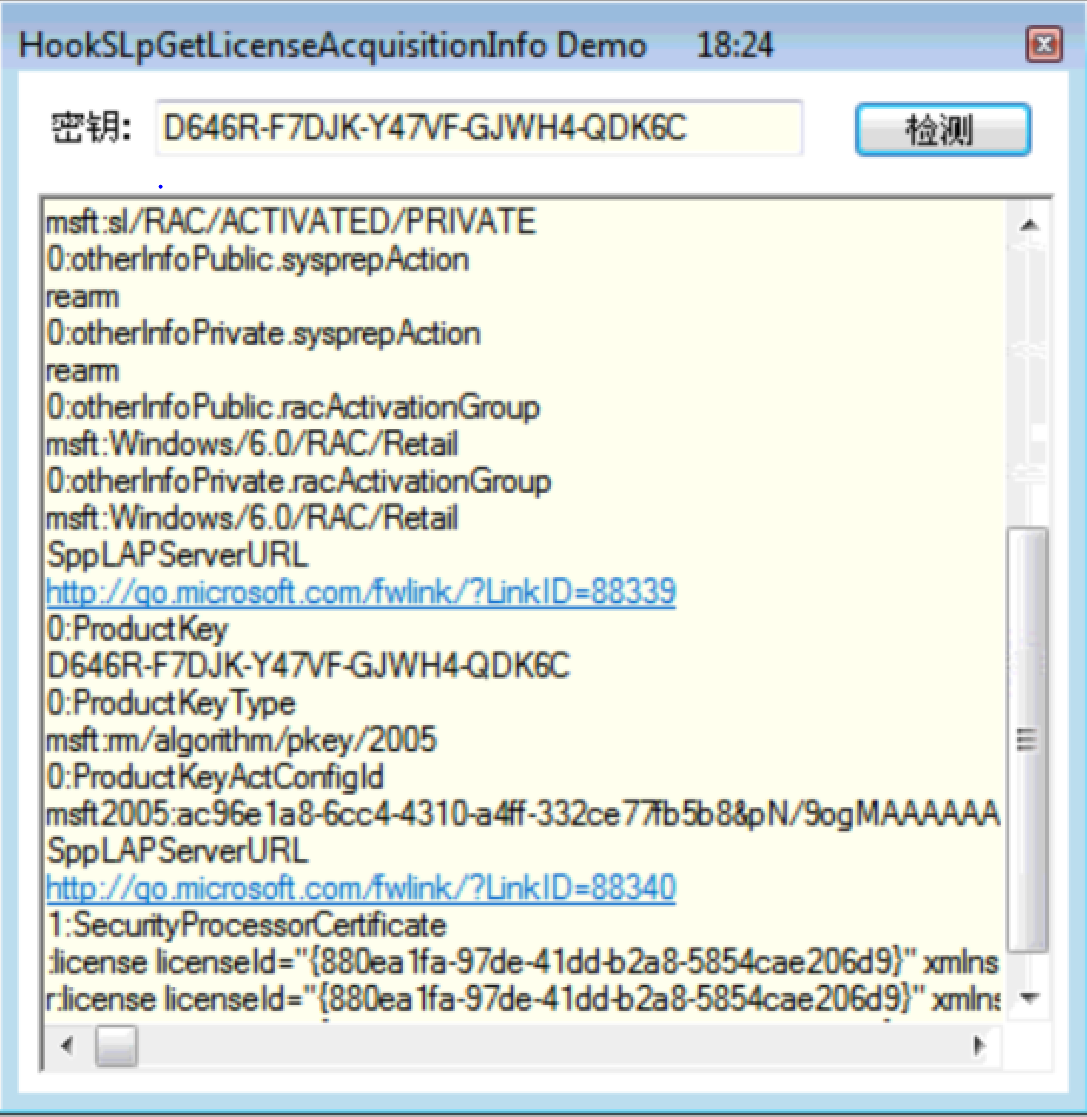 HookSLpGetLicenseAcquisitionInfo Demo 18:24
密钥: D646R-F7DJK-Y47VF-GJWH4-QDK6C 检测
msft:sl/RAC/ACTIVATED/PRIVATE
0:otherInfoPublic.sysprepAction
rearm
0:otherInfoPrivate.sysprepAction
rearm
0:otherInfoPublic.racActivationGroup
msft:Windows/6.0/RAC/Retail
0:otherInfoPrivate.racActivationGroup
msft:Windows/6.0/RAC/Retail
SppLAPServerURL
http://go.microsoft.com/fwlink/?LinkID=88339
0:ProductKey
D646R-F7DJK-Y47VF-GJWH4-QDK6C
0:ProductKeyType
msft:rm/algorithm/pkey/2005
0:ProductKeyActConfigId
msft2005:ac96e1a8-6cc4-4310-a4ff-332ce77fb5b8&pN/9ogMAAAAAA
SppLAPServerURL
http://go.microsoft.com/fwlink/?LinkID=88340
1:SecurityProcessorCertificate
:license licenseId="{880ea1fa-97de-41dd-b2a8-5854cae206d9}" xmlns
r:license licenseId="{880ea1fa-97de-41dd-b2a8-5854cae206d9}" xmlns